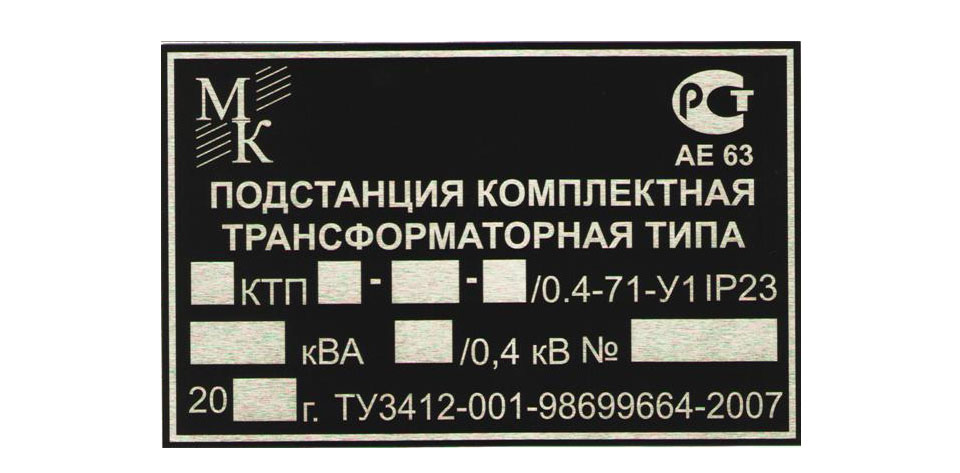 МК
РСТ
АЕ 63
ПОДСТАНЦИЯ КОМПЛЕКТНАЯ
ТРАНСФОРМАТОРНАЯ ТИПА
КТП - - /0.4-71-У1 IP23
кВА /0,4 кВ №
20 г. ТУ3412-001-98699664-2007